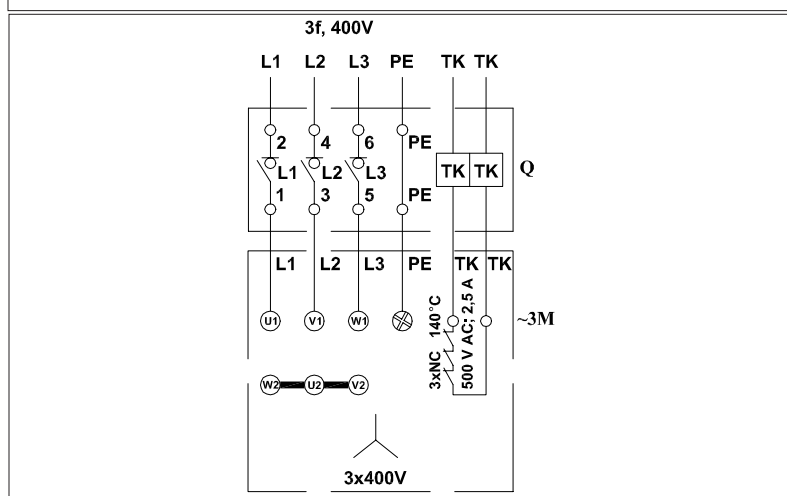 3f, 400V
L1 L2 L3 PE TK TK
2 4 6 PE
L1 L2 L3 TK TK Q
1 3 5 PE
L1 L2 L3 PE TK TK
U1 V1 W1 ~3M
3xNC 140°C
500 V AC; 2,5 A
W2 U2 V2
3x400V